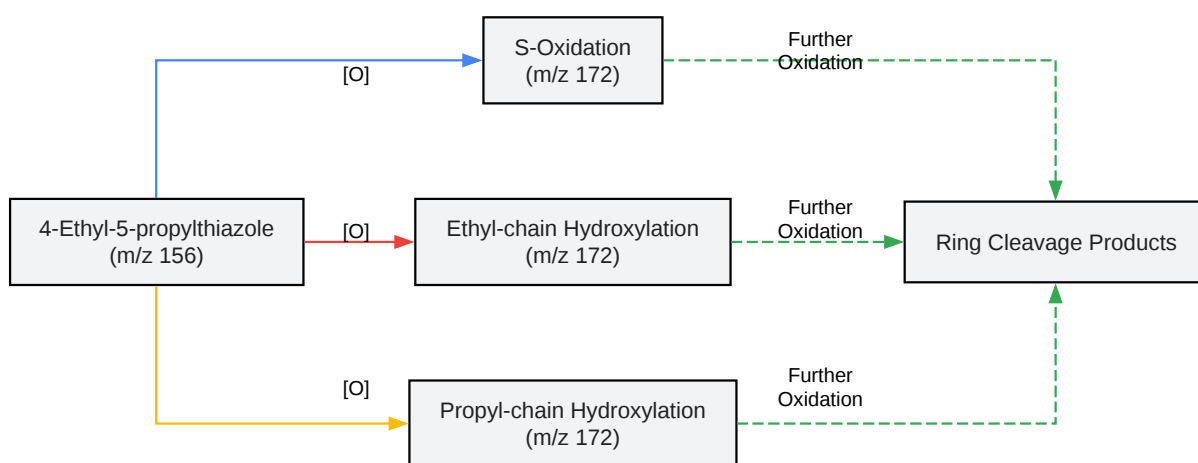 S-Oxidation
(m/z 172)
[O]
Further
Oxidation
4-Ethyl-5-propylthiazole
(m/z 156)
[O]
Ethyl-chain Hydroxylation
(m/z 172)
Further
Oxidation
Ring Cleavage Products
[O]
Propyl-chain Hydroxylation
(m/z 172)
Further
Oxidation